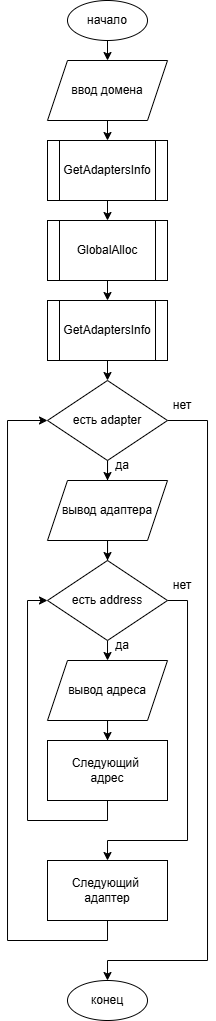 начало
ввод домена
GetAdaptersInfo
GlobalAlloc
GetAdaptersInfo
есть adapter
нет
да
вывод адаптера
есть address
нет
да
вывод адреса
Следующий
адрес
Следующий
адаптер
конец